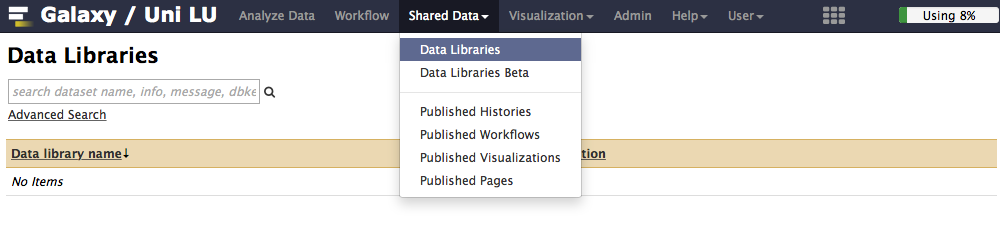 Galaxy / Uni LU Analyze Data Workflow Shared Data Visualization Admin Help User Using 8%
Data Libraries
Data Libraries
Data Libraries Beta
search dataset name, info, message, dbke
Advanced Search
Published Histories
Published Workflows
Data library name↓
Published Visualizations
Published Pages
No Items